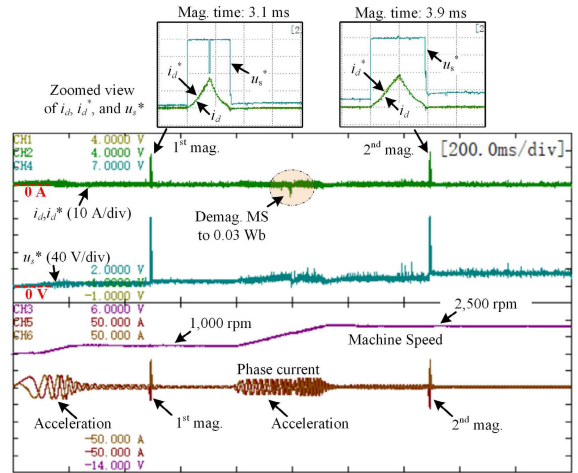 Mag. time: 3.1 ms
Mag. time: 3.9 ms
[2
[2
i_d^*
u_s^*
i_d
i_d^*
u_s^*
i_d
Zoomed view
of i_d, i_d^*, and u_s*
CH1 4.0000 V
CH2 4.0000 V
CH4 7.0000 V
1st mag.
2nd mag.
[200.0ms/div]
0 A
i_d,i_d* (10 A/div)
Demag. MS
to 0.03 Wb
u_s* (40 V/div)
2.0000 V
0 V
-1.0000 V
CH3 6.0000 V
CH5 50.000 A
CH6 50.000 A
1,000 rpm
2,500 rpm
Machine Speed
Phase current
Acceleration
1st mag.
Acceleration
2nd mag.
-50.000 A
-50.000 A
-14.000 V